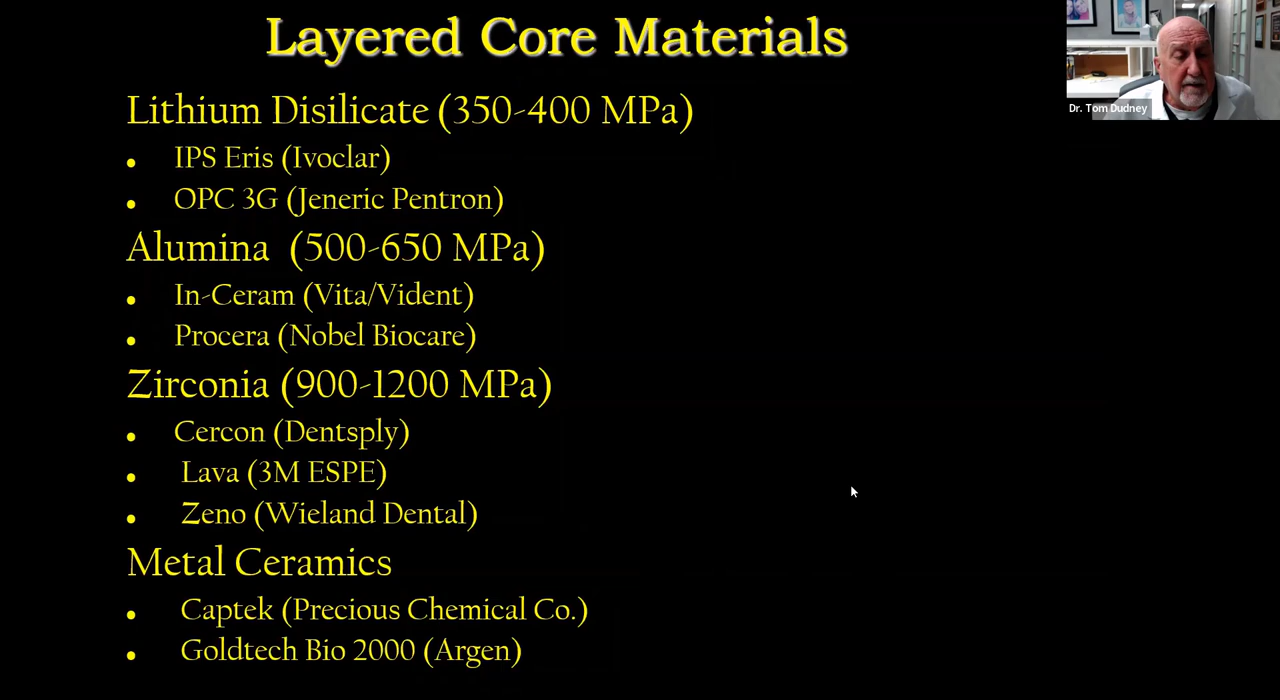 Layered Core Materials
Dr. Tom Dudney
Lithium Disilicate (350-400 MPa)
• IPS Eris (Ivoclar)
• OPC 3G (Jeneric Pentron)
Alumina (500-650 MPa)
• In-Ceram (Vita/Vident)
• Procera (Nobel Biocare)
Zirconia (900-1200 MPa)
• Cercon (Dentsply)
• Lava (3M ESPE)
• Zeno (Wieland Dental)
Metal Ceramics
• Captek (Precious Chemical Co.)
• Goldtech Bio 2000 (Argen)